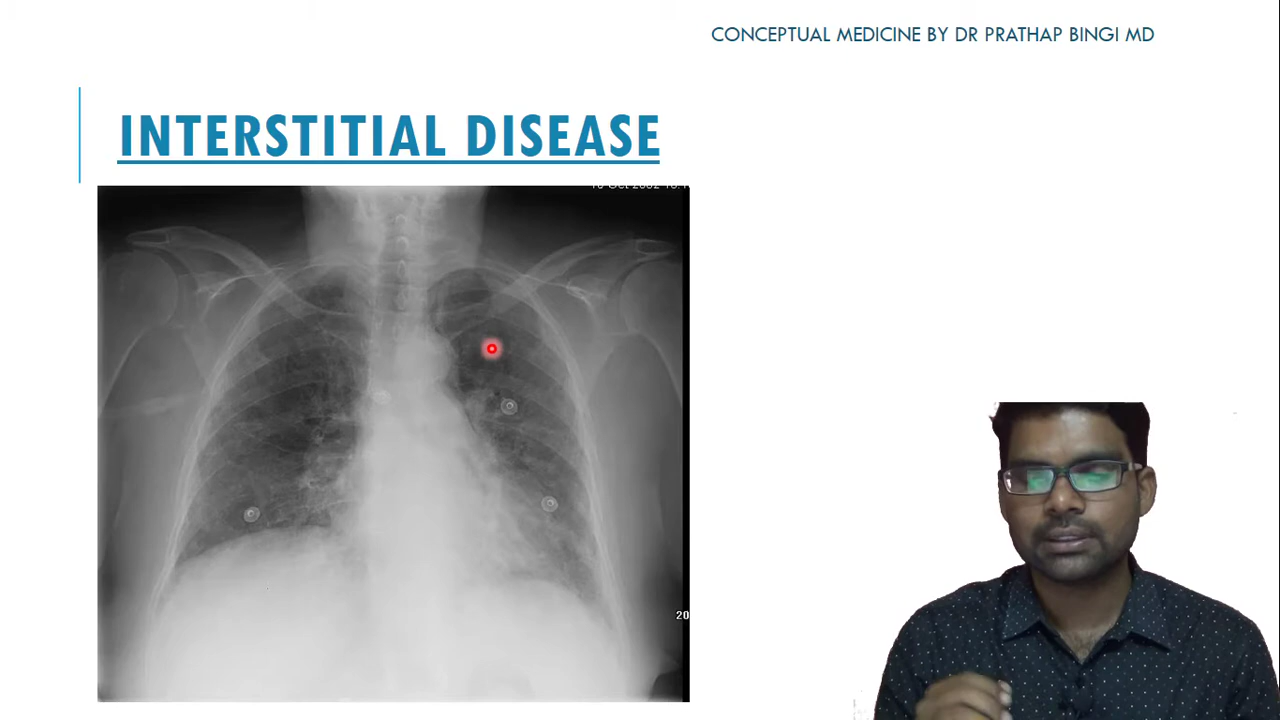 CONCEPTUAL MEDICINE BY DR PRATHAP BINGI MD
INTERSTITIAL DISEASE
20